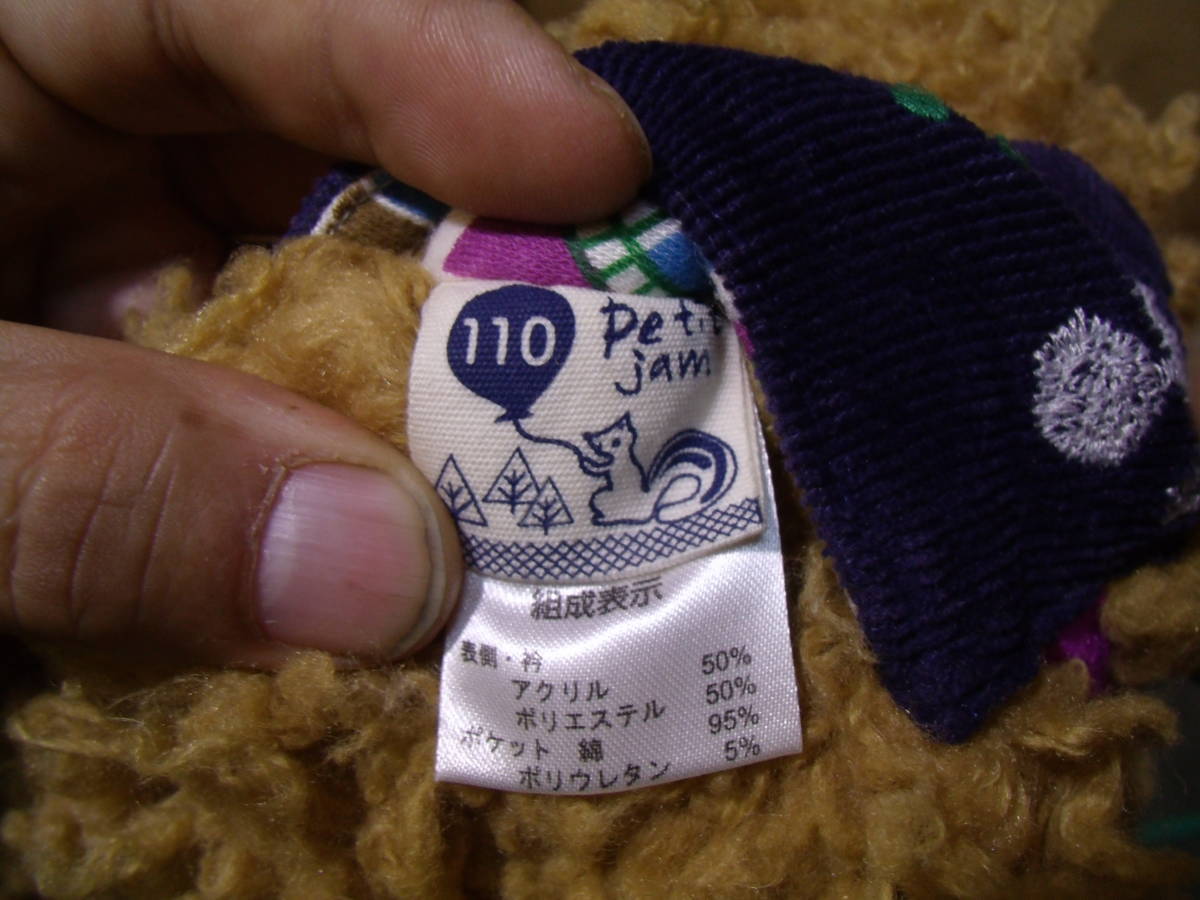 110
petit
jam
組成表示
表側・衿
アクリル 50%
ポリエステル 50%
ポケット 綿 95%
ポリウレタン 5%